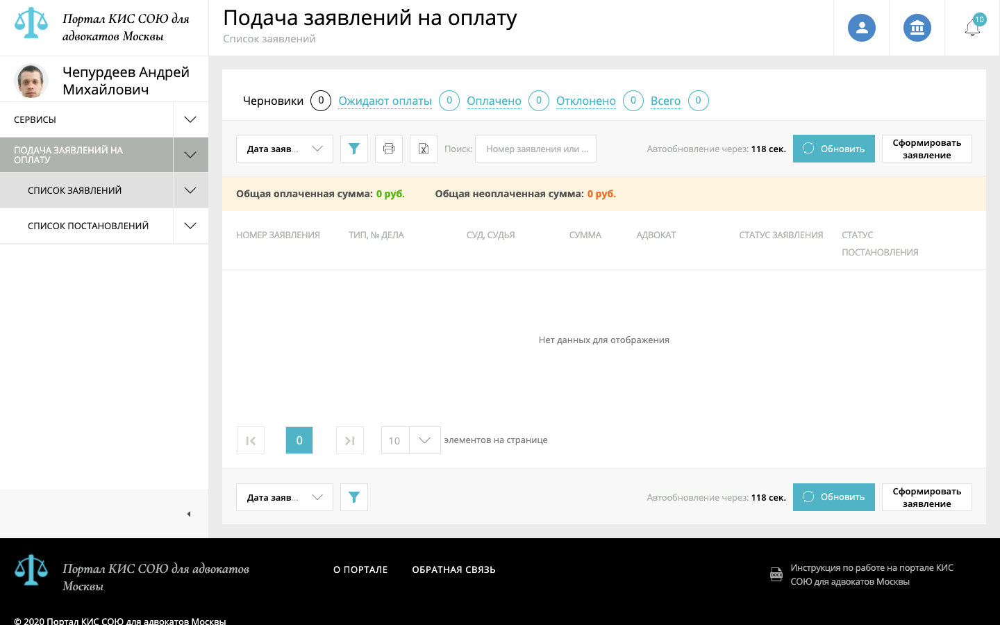 Портал КИС СОЮ для
адвокатов Москвы
Подача заявлений на оплату
Список заявлений
10
Чепурдеев Андрей
Михайлович
СЕРВИСЫ
ПОДАЧА ЗАЯВЛЕНИЙ НА
ОПЛАТУ
СПИСОК ЗАЯВЛЕНИЙ
СПИСОК ПОСТАНОВЛЕНИЙ
Черновики 0 Ожидают оплаты 0 Оплачено 0 Отклонено 0 Всего 0
Дата заяв... Поиск: Номер заявления или ... Автообновление через: 118 сек. Обновить Сформировать
заявление
Общая оплаченная сумма: 0 руб. Общая неоплаченная сумма: 0 руб.
НОМЕР ЗАЯВЛЕНИЯ ТИП, № ДЕЛА СУД, СУДЬЯ СУММА АДВОКАТ СТАТУС ЗАЯВЛЕНИЯ СТАТУС
ПОСТАНОВЛЕНИЯ
Нет данных для отображения
0 10 элементов на странице
Дата заяв... Автообновление через: 118 сек. Обновить Сформировать
заявление
Портал КИС СОЮ для адвокатов
Москвы
О ПОРТАЛЕ ОБРАТНАЯ СВЯЗЬ
DOCX
Инструкция по работе на портале КИС
СОЮ для адвокатов Москвы
© 2020 Портал КИС СОЮ для адвокатов Москвы